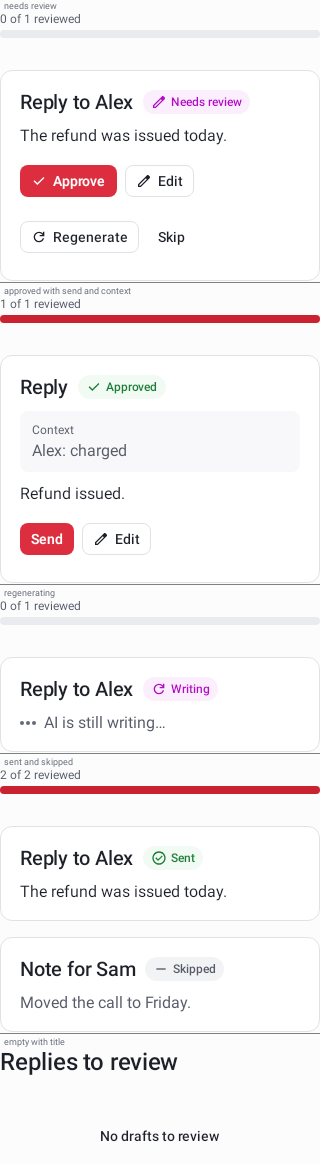 needs review
0 of 1 reviewed
Reply to Alex Needs review
The refund was issued today.
Approve Edit
Regenerate Skip
approved with send and context
1 of 1 reviewed
Reply Approved
Context
Alex: charged
Refund issued.
Send Edit
regenerating
0 of 1 reviewed
Reply to Alex Writing
AI is still writing…
sent and skipped
2 of 2 reviewed
Reply to Alex Sent
The refund was issued today.
Note for Sam Skipped
Moved the call to Friday.
empty with title
Replies to review
No drafts to review